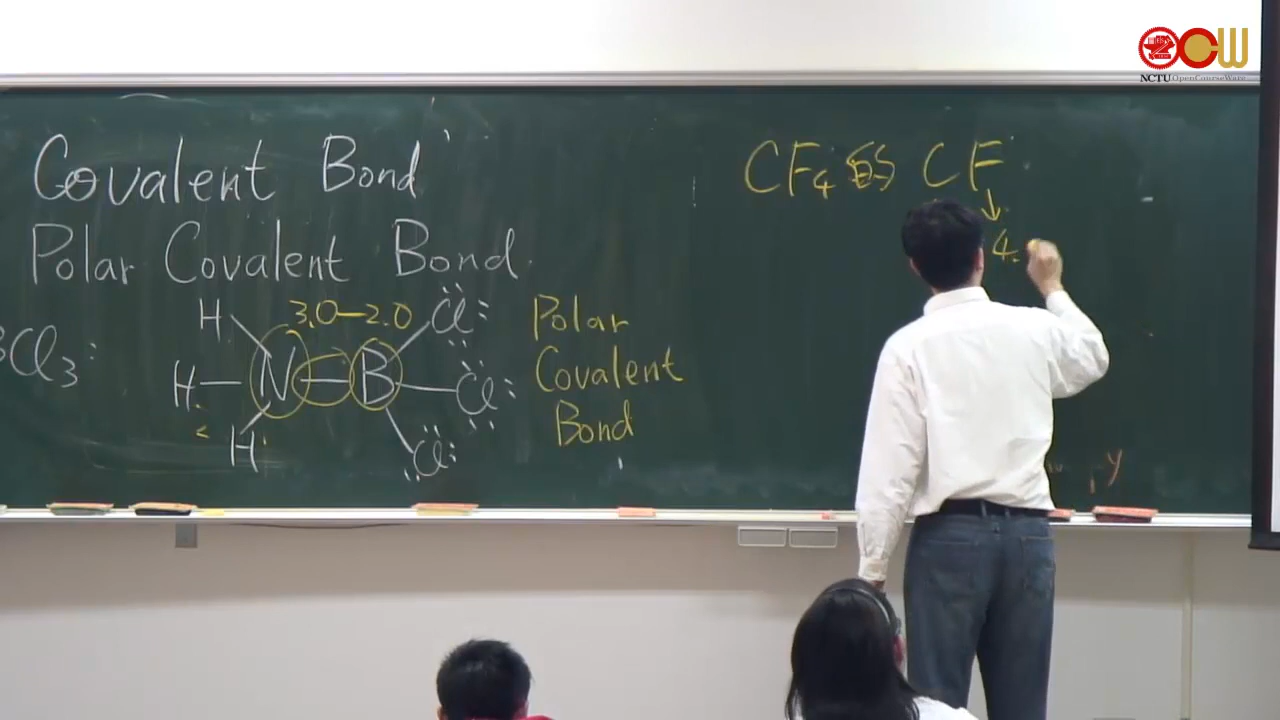 NCTU OpenCourseWare
Covalent Bond
Polar Covalent Bond
BCl3
H H H N B Cl Cl Cl
3.0—2.0
Polar
Covalent
Bond
CF4 的 CF
↓
4.
y